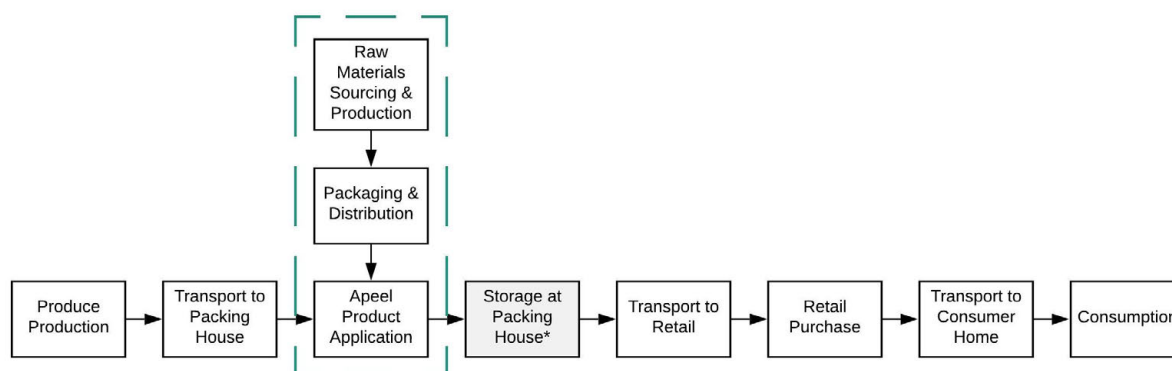 Raw
Materials
Sourcing &
Production
Packaging &
Distribution
Produce
Production
Transport to
Packing
House
Apeel
Product
Application
Storage at
Packing
House*
Transport to
Retail
Retail
Purchase
Transport to
Consumer
Home
Consumption